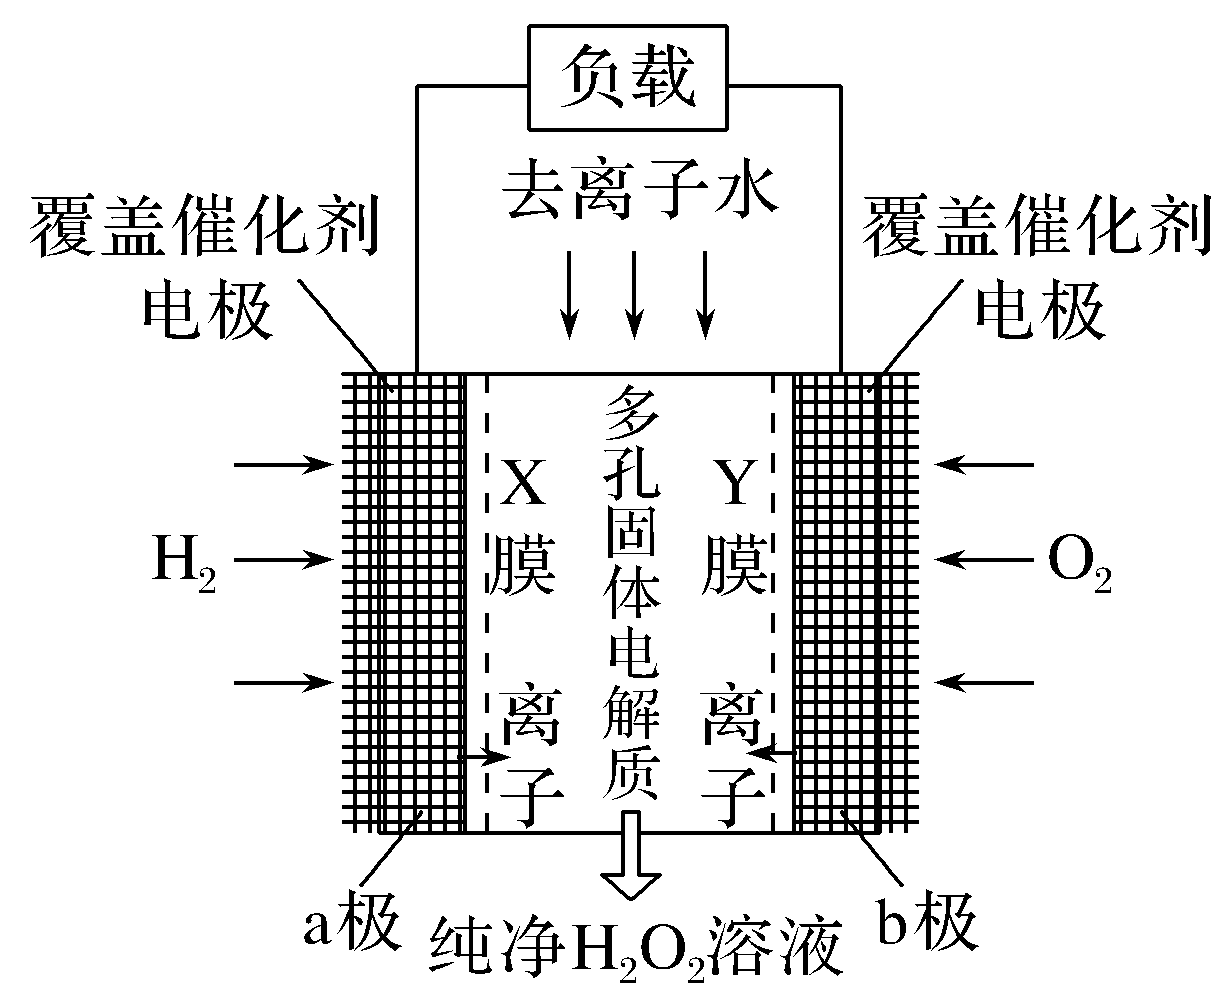 负载
去离子水
覆盖催化剂
电极
覆盖催化剂
电极
H₂
X
膜
离
子
多
孔
固
体
电
解
质
Y
膜
离
子
O₂
a极
纯净H₂O₂溶液
b极